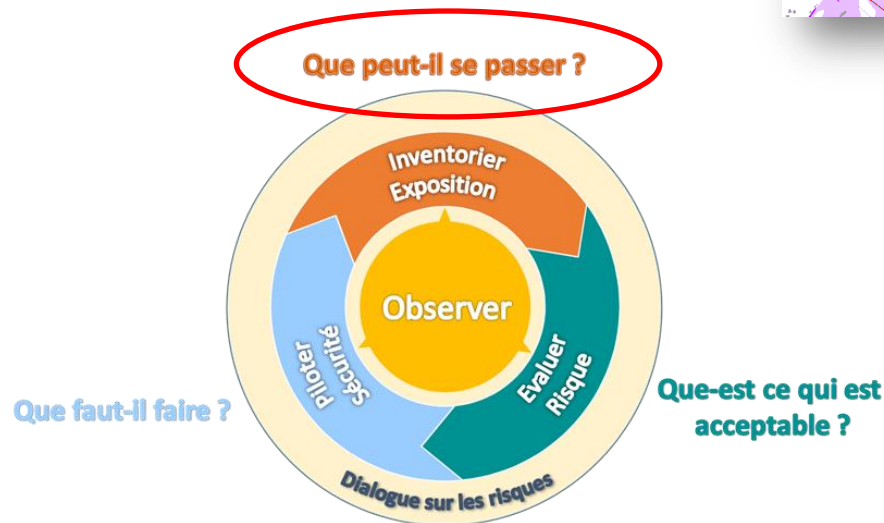 Que peut-il se passer ?
Inventorier
Exposition
Observer
Piloter
Sécurité
Evaluer
Risque
Que faut-il faire ?
Que-est ce qui est
acceptable ?
Dialogue sur les risques